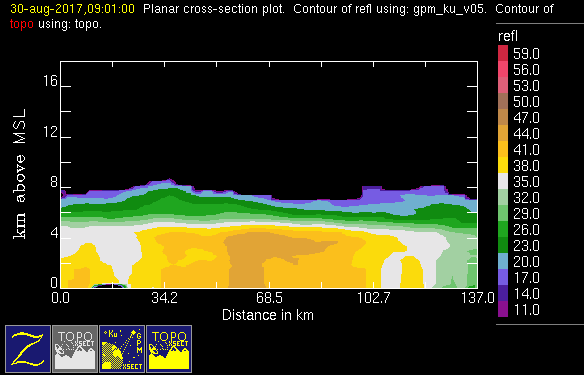 30-aug-2017,09:01:00 Planar cross-section plot. Contour of refl using: gpm_ku_v05. Contour of
topo using: topo.
refl
59.0
56.0
53.0
50.0
47.0
44.0
41.0
38.0
35.0
32.0
29.0
26.0
23.0
20.0
17.0
14.0
11.0
km above MSL
16
12
8
4
0
0.0 34.2 68.5 102.7 137.0
Distance in km
Z
TOPO
XSECT
"Ku"
GPM
XSECT
TOPO
XSECT